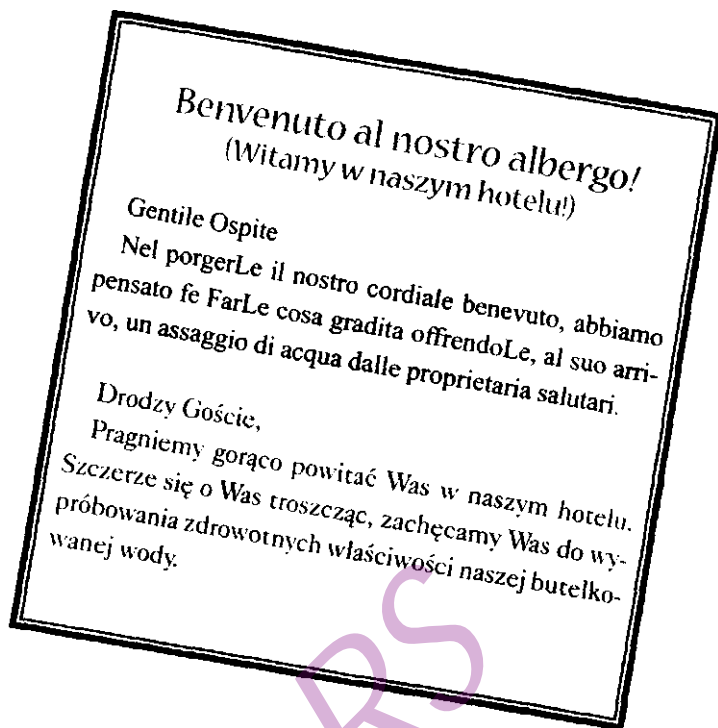 Benvenuto al nostro albergo!
(Witamy w naszym hotelu!)
Gentile Ospite
Nel porgerLe il nostro cordiale benevuto, abbiamo
pensato fe FarLe cosa gradita offrendoLe, al suo arri-
vo, un assaggio di acqua dalle proprietaria salutari.
Drodzy Goście,
Pragniemy gorąco powitać Was w naszym hotelu.
Szczerze się o Was troszcząc, zachęcamy Was do wy-
próbowania zdrowotnych właściwości naszej butelko-
wanej wody.
RS